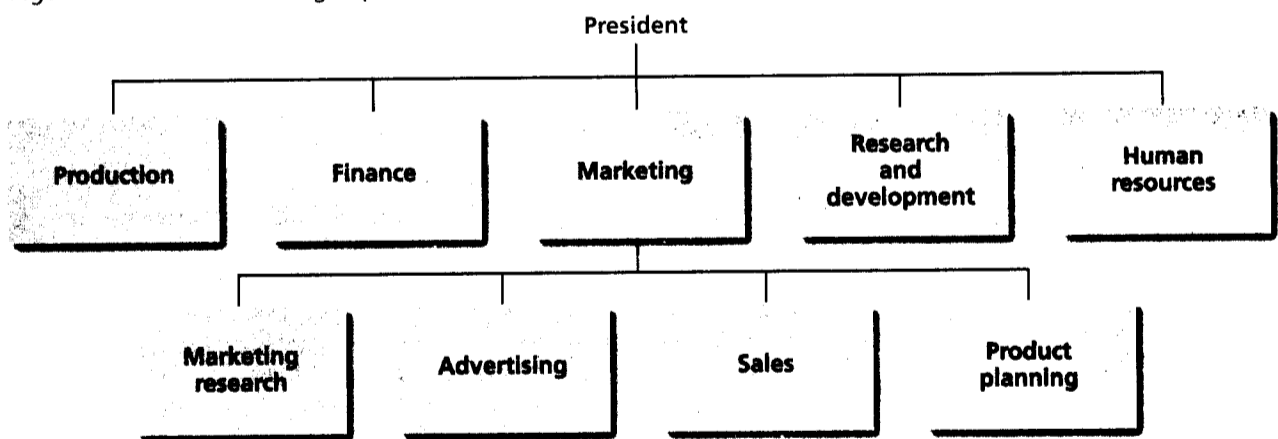 President
Production
Finance
Marketing
Research
and
development
Human
resources
Marketing
research
Advertising
Sales
Product
planning